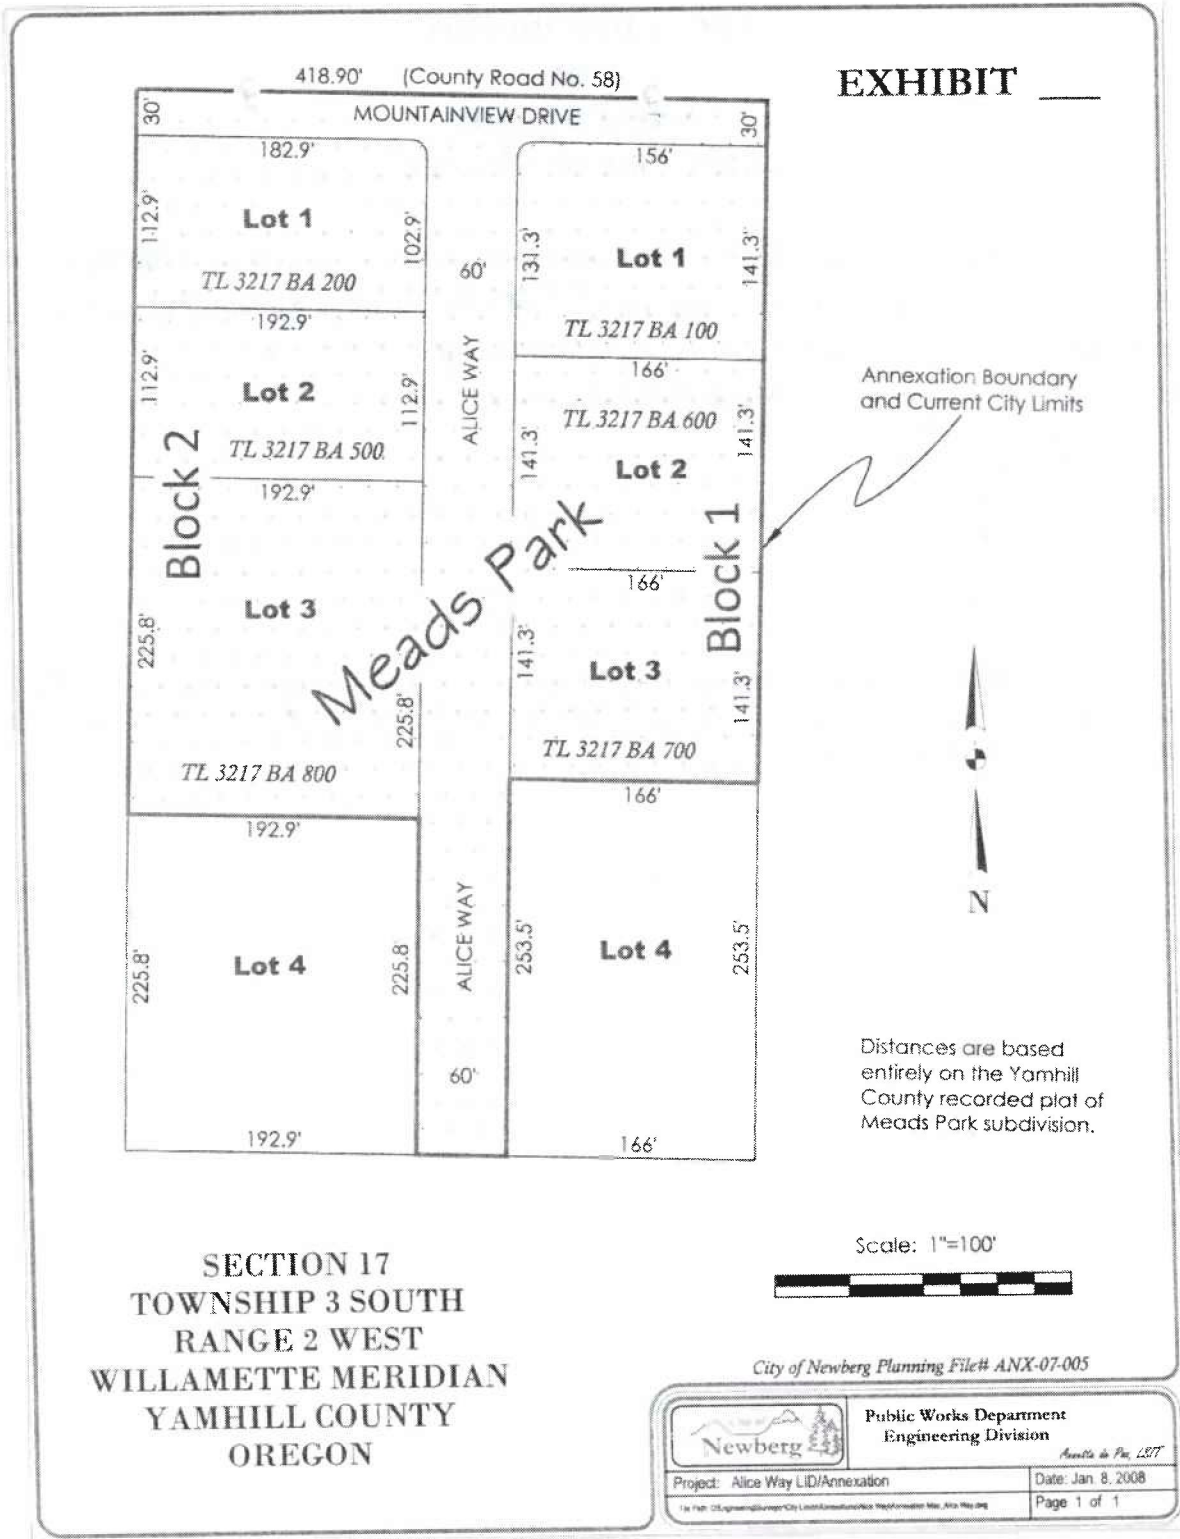 418.90' (County Road No. 58)
EXHIBIT ___
30'
MOUNTAINVIEW DRIVE
30'
182.9'
156'
112.9'
Lot 1
102.9'
TL 3217 BA 200
60'
131.3'
Lot 1
141.3'
TL 3217 BA 100
192.9'
166'
112.9'
Lot 2
112.9'
TL 3217 BA 500
ALICE WAY
TL 3217 BA 600
141.3'
Lot 2
141.3'
Annexation Boundary
and Current City Limits
Block 2
192.9'
Meads Park
166'
Block 1
Lot 3
225.8'
225.8'
TL 3217 BA 800
141.3'
Lot 3
141.3'
TL 3217 BA 700
166'
192.9'
225.8'
Lot 4
225.8
ALICE WAY
60'
253.5'
Lot 4
253.5'
192.9'
166'
N
Distances are based
entirely on the Yamhill
County recorded plat of
Meads Park subdivision.
Scale: 1"=100'
SECTION 17
TOWNSHIP 3 SOUTH
RANGE 2 WEST
WILLAMETTE MERIDIAN
YAMHILL COUNTY
OREGON
City of Newberg Planning File# ANX-07-005
Newberg
Public Works Department
Engineering Division
Project: Alice Way LID/Annexation
Date: Jan. 8, 2008
Page 1 of 1